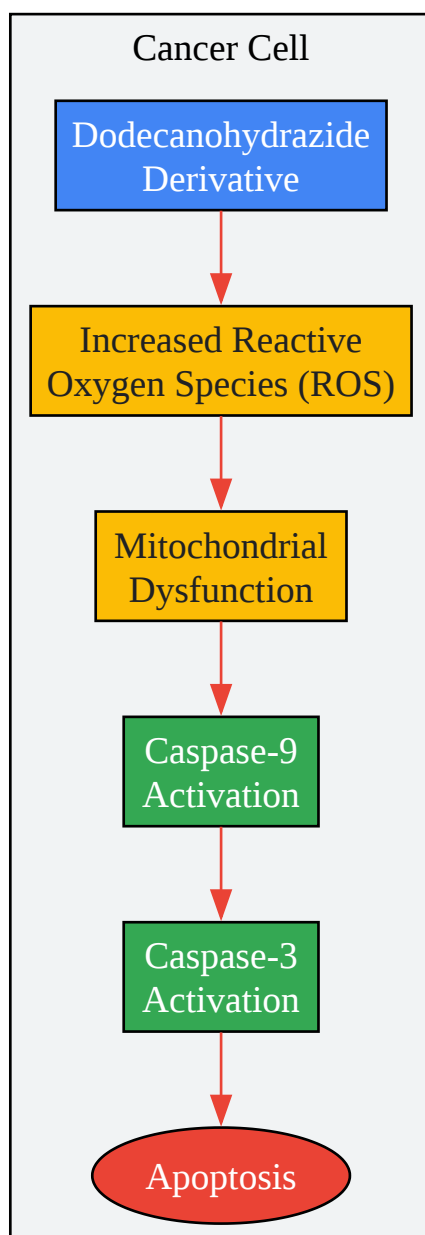 Cancer Cell
Dodecanohydrazide
Derivative
Increased Reactive
Oxygen Species (ROS)
Mitochondrial
Dysfunction
Caspase-9
Activation
Caspase-3
Activation
Apoptosis